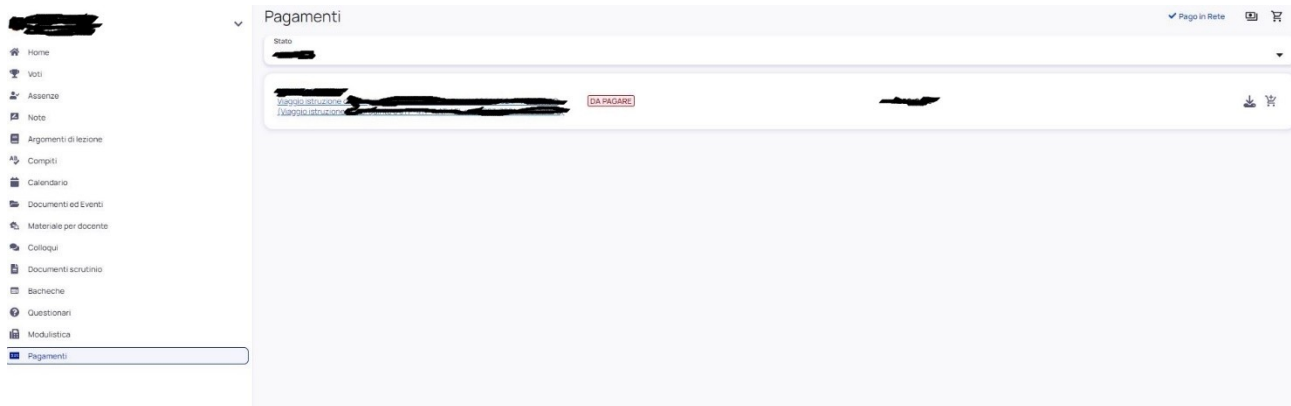 Pagamenti
Pago in Rete
Stato
Home
Voti
Assenze
Note
Argomenti di lezione
Compiti
Calendario
Documenti ed Eventi
Materiale per docente
Colloqui
Documenti scrutinio
Bacheche
Questionari
Modulistica
Pagamenti
Viaggio istruzione
(Viaggio istruzione
DA PAGARE